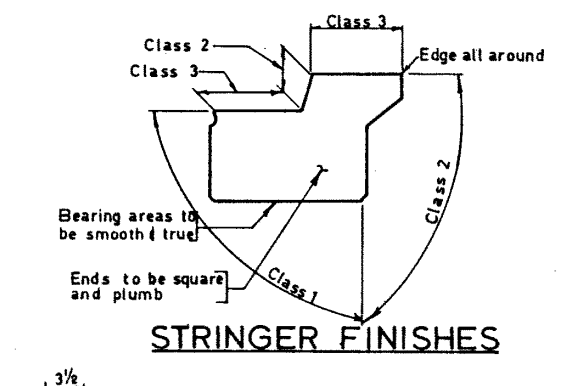 Class 3
Class 2
Class 3
Edge all around
Class 2
Bearing areas to
be smooth & true
Ends to be square
and plumb
Class 1
STRINGER FINISHES
3½